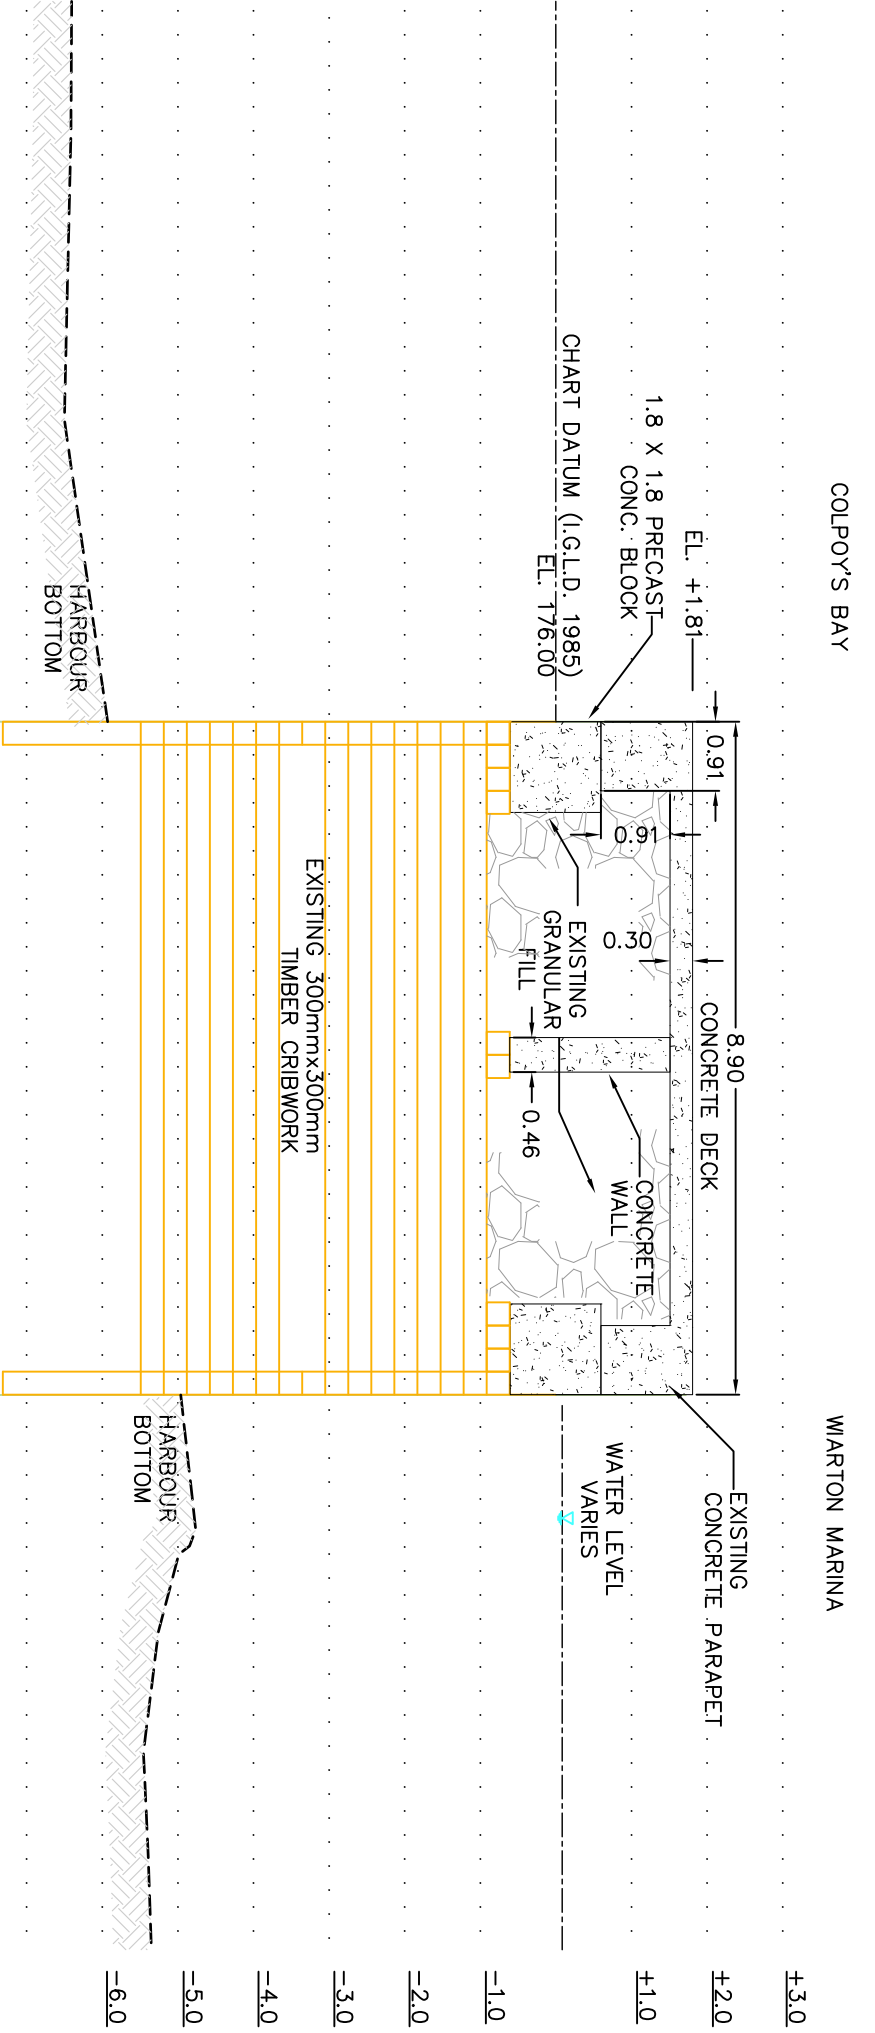 COLPOY'S BAY
WIARTON MARINA
EL. +1.81
1.8 X 1.8 PRECAST
CONC. BLOCK
CHART DATUM (I.G.L.D. 1985)
EL. 176.00
HARBOUR
BOTTOM
0.91
8.90
0.91
0.30
CONCRETE DECK
EXISTING
GRANULAR
FILL
0.46
CONCRETE
WALL
EXISTING 300mmx300mm
TIMBER CRIBWORK
EXISTING
CONCRETE PARAPET
WATER LEVEL
VARIES
HARBOUR
BOTTOM
+3.0
+2.0
+1.0
-1.0
-2.0
-3.0
-4.0
-5.0
-6.0